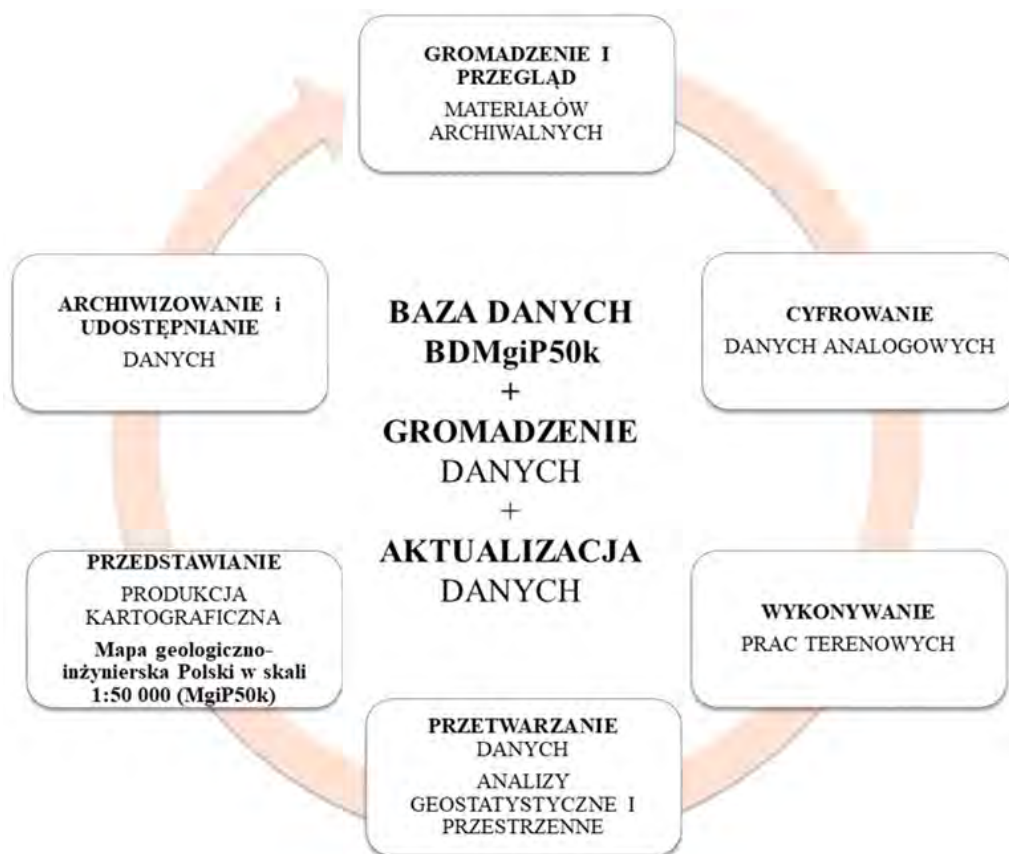 GROMADZENIE I
PRZEGLĄD
MATERIAŁÓW
ARCHIWALNYCH
CYFROWANIE
DANYCH ANALOGOWYCH
WYKONYWANIE
PRAC TERENOWYCH
PRZETWARZANIE
DANYCH
ANALIZY
GEOSTATYSTYCZNE I
PRZESTRZENNE
PRZEDSTAWIANIE
PRODUKCJA
KARTOGRAFICZNA
Mapa geologiczno-
inżynierska Polski w skali
1:50 000 (MgiP50k)
ARCHIWIZOWANIE i
UDOSTĘPNIANIE
DANYCH
BAZA DANYCH
BDMgiP50k
+
GROMADZENIE
DANYCH
+
AKTUALIZACJA
DANYCH